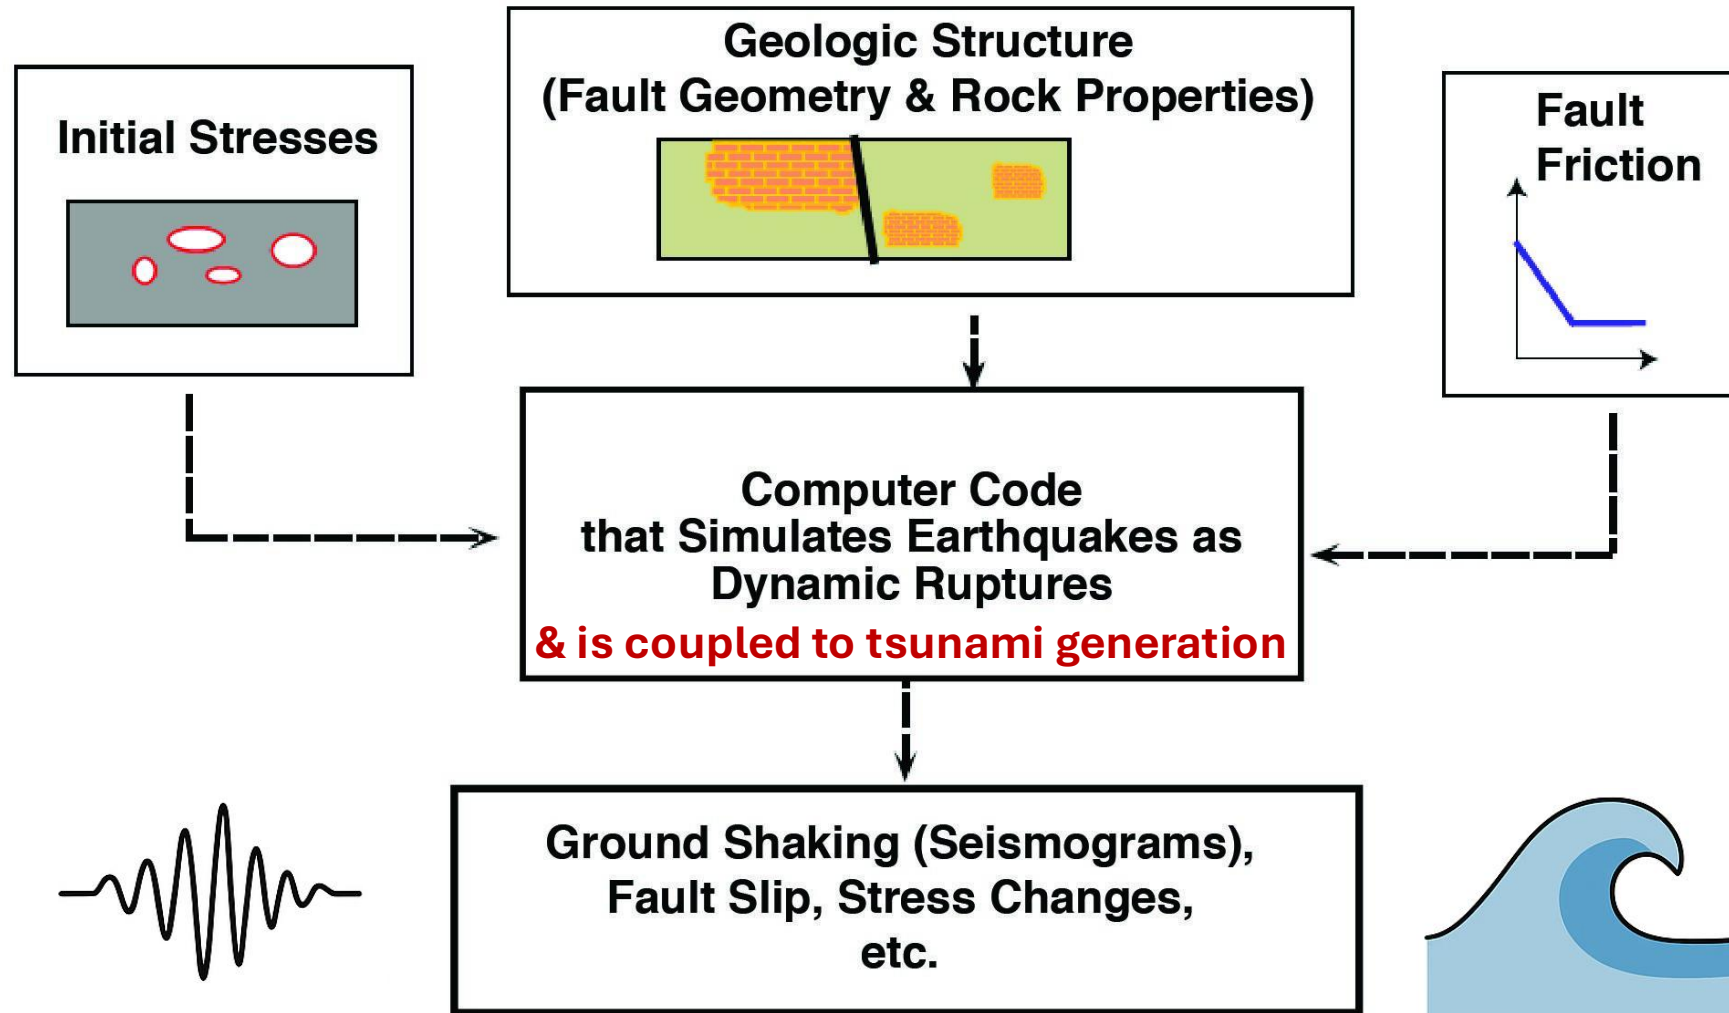 Initial Stresses
Geologic Structure
(Fault Geometry & Rock Properties)
Fault
Friction
Computer Code
that Simulates Earthquakes as
Dynamic Ruptures
& is coupled to tsunami generation
Ground Shaking (Seismograms),
Fault Slip, Stress Changes,
etc.